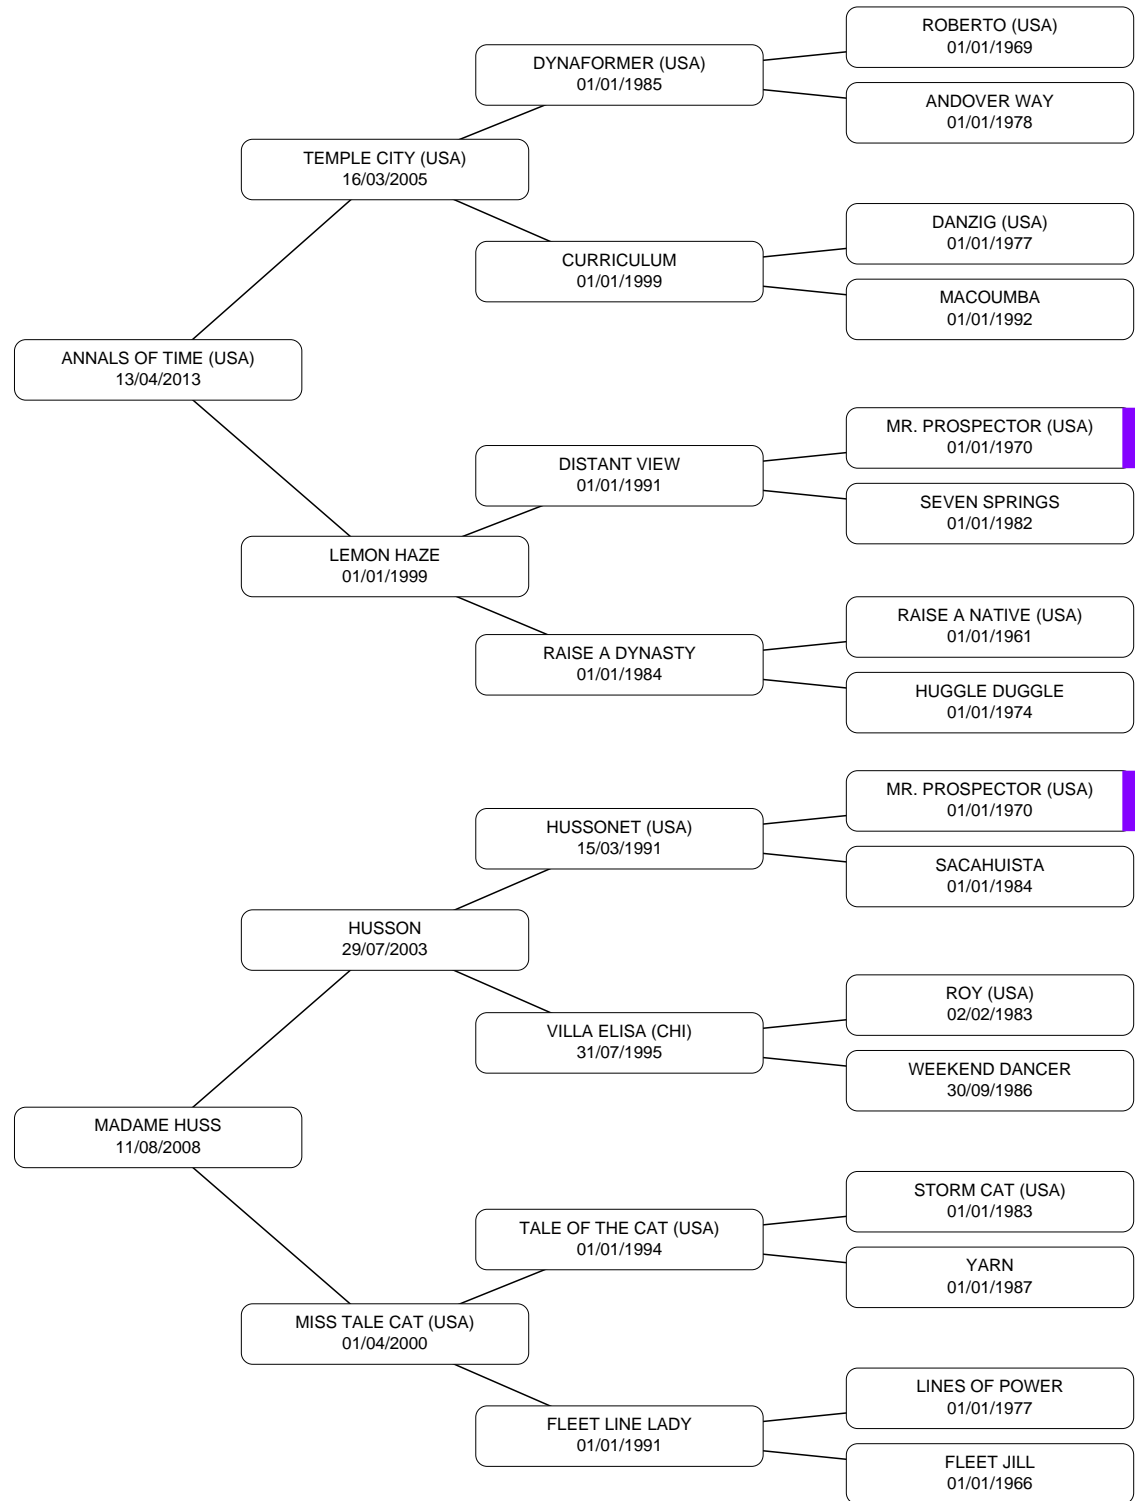 ROBERTO (USA)
01/01/1969
DYNAFORMER (USA)
01/01/1985
ANDOVER WAY
01/01/1978
TEMPLE CITY (USA)
16/03/2005
DANZIG (USA)
01/01/1977
CURRICULUM
01/01/1999
MACOUMBA
01/01/1992
ANNALS OF TIME (USA)
13/04/2013
MR. PROSPECTOR (USA)
01/01/1970
DISTANT VIEW
01/01/1991
SEVEN SPRINGS
01/01/1982
LEMON HAZE
01/01/1999
RAISE A NATIVE (USA)
01/01/1961
RAISE A DYNASTY
01/01/1984
HUGGLE DUGGLE
01/01/1974
MR. PROSPECTOR (USA)
01/01/1970
HUSSONET (USA)
15/03/1991
SACAHUISTA
01/01/1984
HUSSON
29/07/2003
ROY (USA)
02/02/1983
VILLA ELISA (CHI)
31/07/1995
WEEKEND DANCER
30/09/1986
MADAME HUSS
11/08/2008
STORM CAT (USA)
01/01/1983
TALE OF THE CAT (USA)
01/01/1994
YARN
01/01/1987
MISS TALE CAT (USA)
01/04/2000
LINES OF POWER
01/01/1977
FLEET LINE LADY
01/01/1991
FLEET JILL
01/01/1966